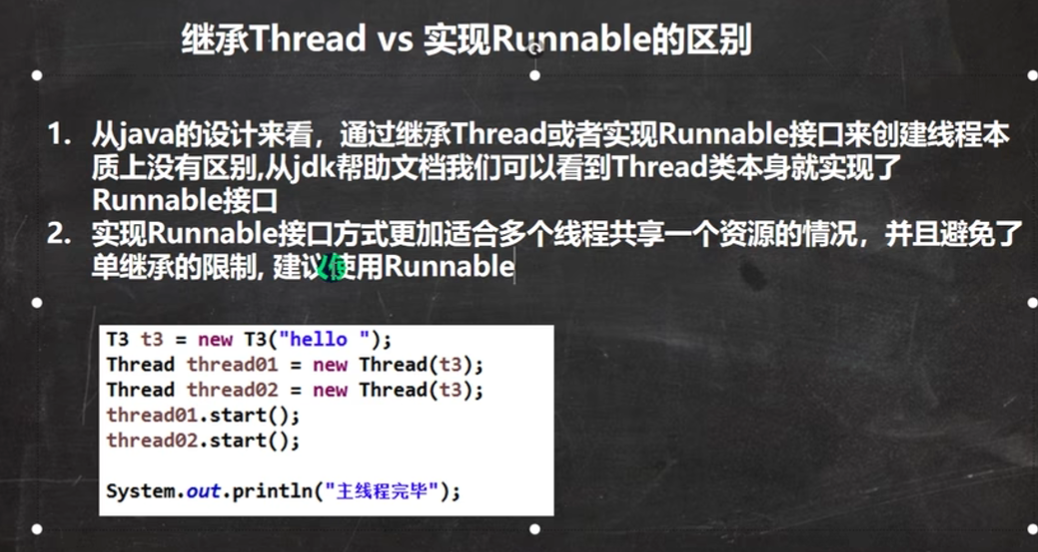 继承Thread vs 实现Runnable的区别
1. 从java的设计来看，通过继承Thread或者实现Runnable接口来创建线程本
质上没有区别,从jdk帮助文档我们可以看到Thread类本身就实现了
Runnable接口
2. 实现Runnable接口方式更加适合多个线程共享一个资源的情况，并且避免了
单继承的限制, 建议使用Runnable
T3 t3 = new T3("hello ");
Thread thread01 = new Thread(t3);
Thread thread02 = new Thread(t3);
thread01.start();
thread02.start();
System.out.println("主线程完毕");